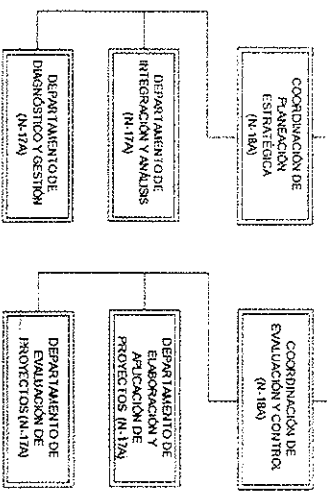 COORDINACIÓN DE
PLANEACIÓN
ESTRATÉGICA
(N-18A)
DEPARTAMENTO DE
INTEGRACIÓN Y ANÁLISIS
(N-17A)
DEPARTAMENTO DE
DIAGNÓSTICO Y GESTIÓN
(N-17A)
COORDINACIÓN DE
EVALUACIÓN Y CONTROL
(N-18A)
DEPARTAMENTO DE
ELABORACIÓN Y
APLICACIÓN DE
PROYECTOS (N-17A)
DEPARTAMENTO DE
EVALUACIÓN DE
PROYECTOS (N-17A)